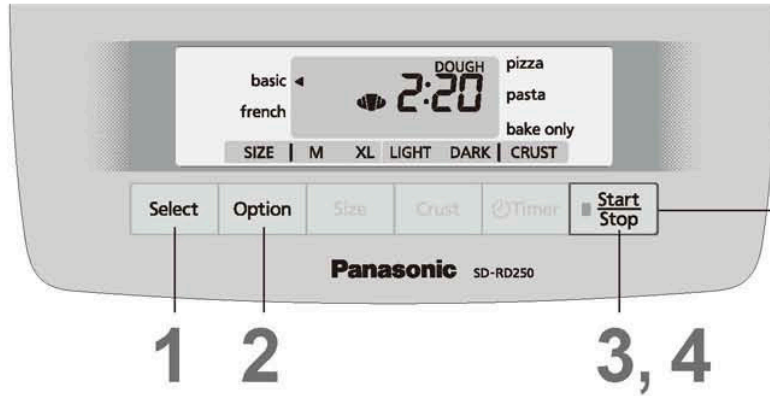 basic
french
DOUGH
2:20
pizza
pasta
bake only
SIZE | M XL LIGHT DARK | CRUST
Select
Option
Size
Crust
Timer
Start
Stop
Panasonic SD-RD250
1
2
3, 4